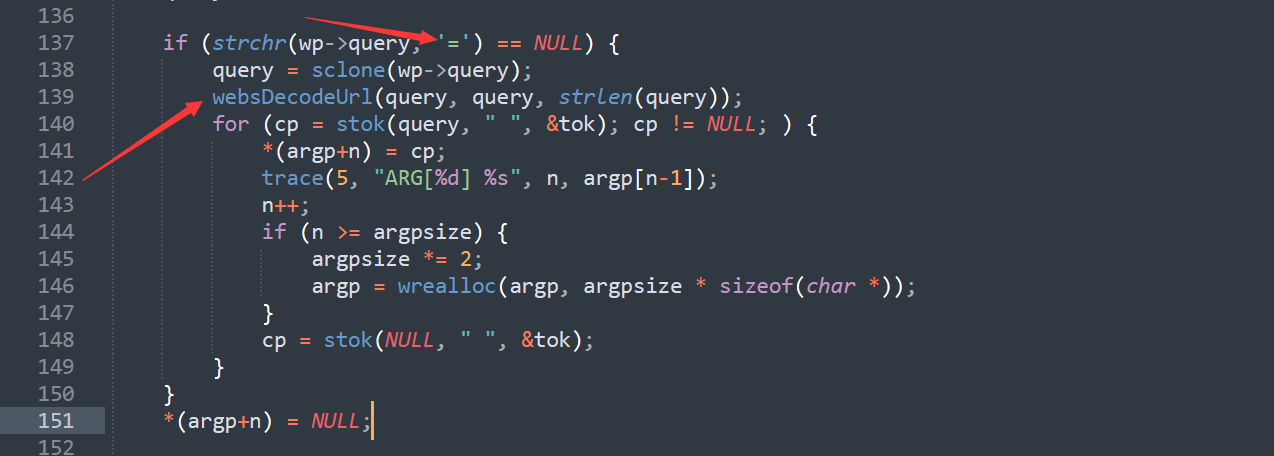 136
137 if (strchr(wp->query, '=') == NULL) {
138 query = sclone(wp->query);
139 websDecodeUrl(query, query, strlen(query));
140 for (cp = stok(query, " ", &tok); cp != NULL; ) {
141 *(argp+n) = cp;
142 trace(5, "ARG[%d] %s", n, argp[n-1]);
143 n++;
144 if (n >= argpsize) {
145 argpsize *= 2;
146 argp = wrealloc(argp, argpsize * sizeof(char *));
147 }
148 cp = stok(NULL, " ", &tok);
149 }
150 }
151 *(argp+n) = NULL;
152